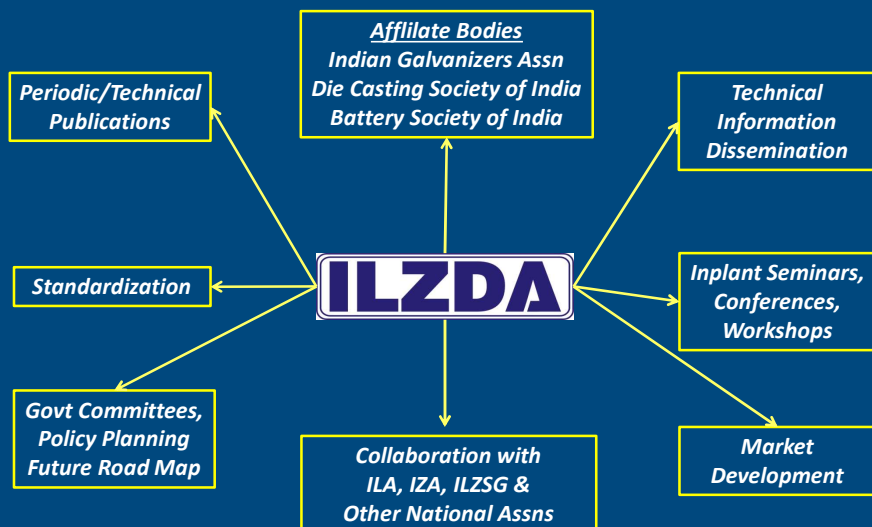 Afflilate Bodies
Indian Galvanizers Assn
Die Casting Society of India
Battery Society of India
Periodic/Technical
Publications
Technical
Information
Dissemination
ILZDA
Standardization
Inplant Seminars,
Conferences,
Workshops
Govt Committees,
Policy Planning
Future Road Map
Collaboration with
ILA, IZA, ILZSG &
Other National Assns
Market
Development